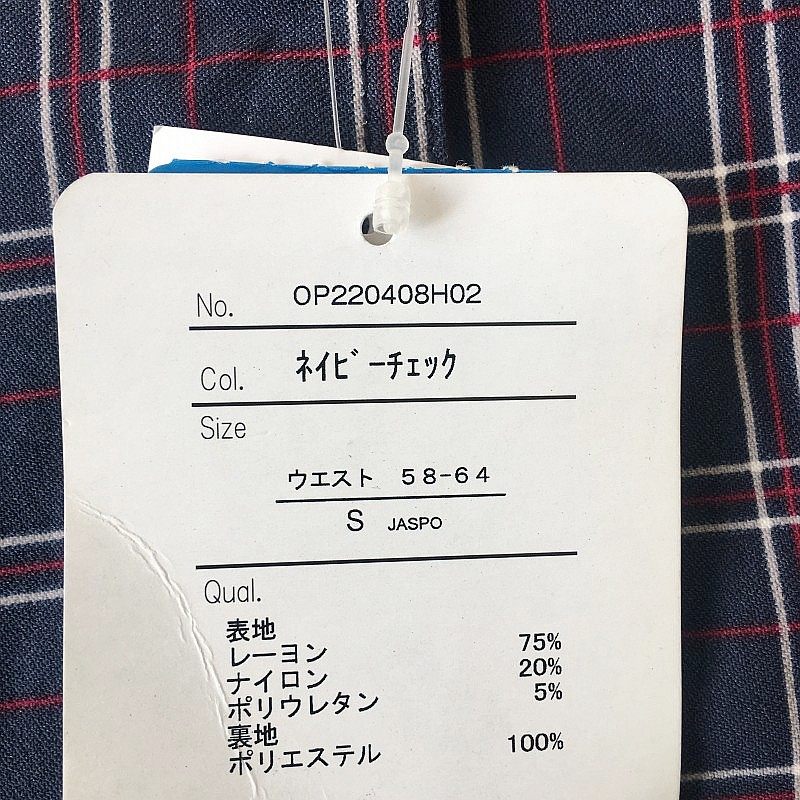 No. OP220408H02
Col. ﾈｲﾋﾞｰﾁｪｯｸ
Size
ウエスト ５８−６４
S JASPO
Qual.
表地
レーヨン 75%
ナイロン 20%
ポリウレタン 5%
裏地
ポリエステル 100%